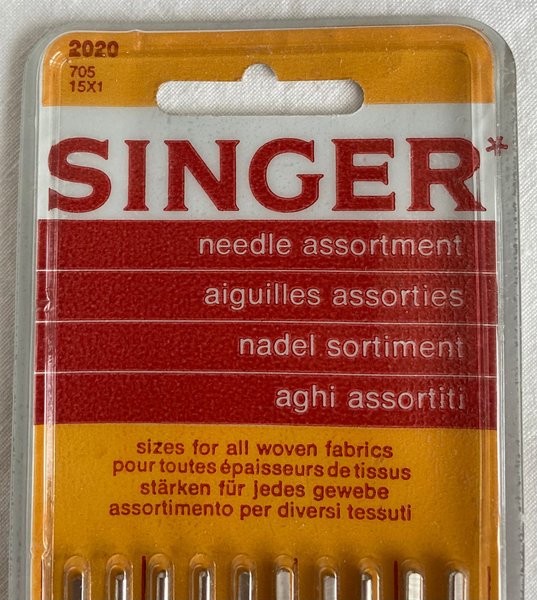 2020
705
15X1
SINGER*
needle assortment
aiguilles assorties
nadel sortiment
aghi assortiti
sizes for all woven fabrics
pour toutes épaisseurs de tissus
stärken für jedes gewebe
assortimento per diversi tessuti